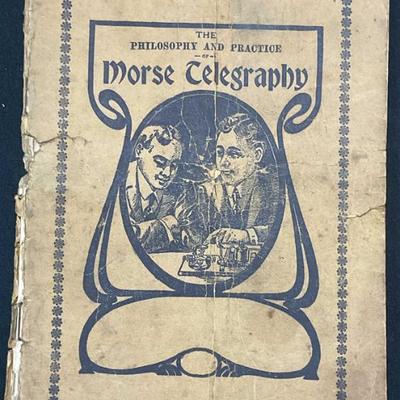 THE
PHILOSOPHY AND PRACTICE
OF
Morse Telegraphy